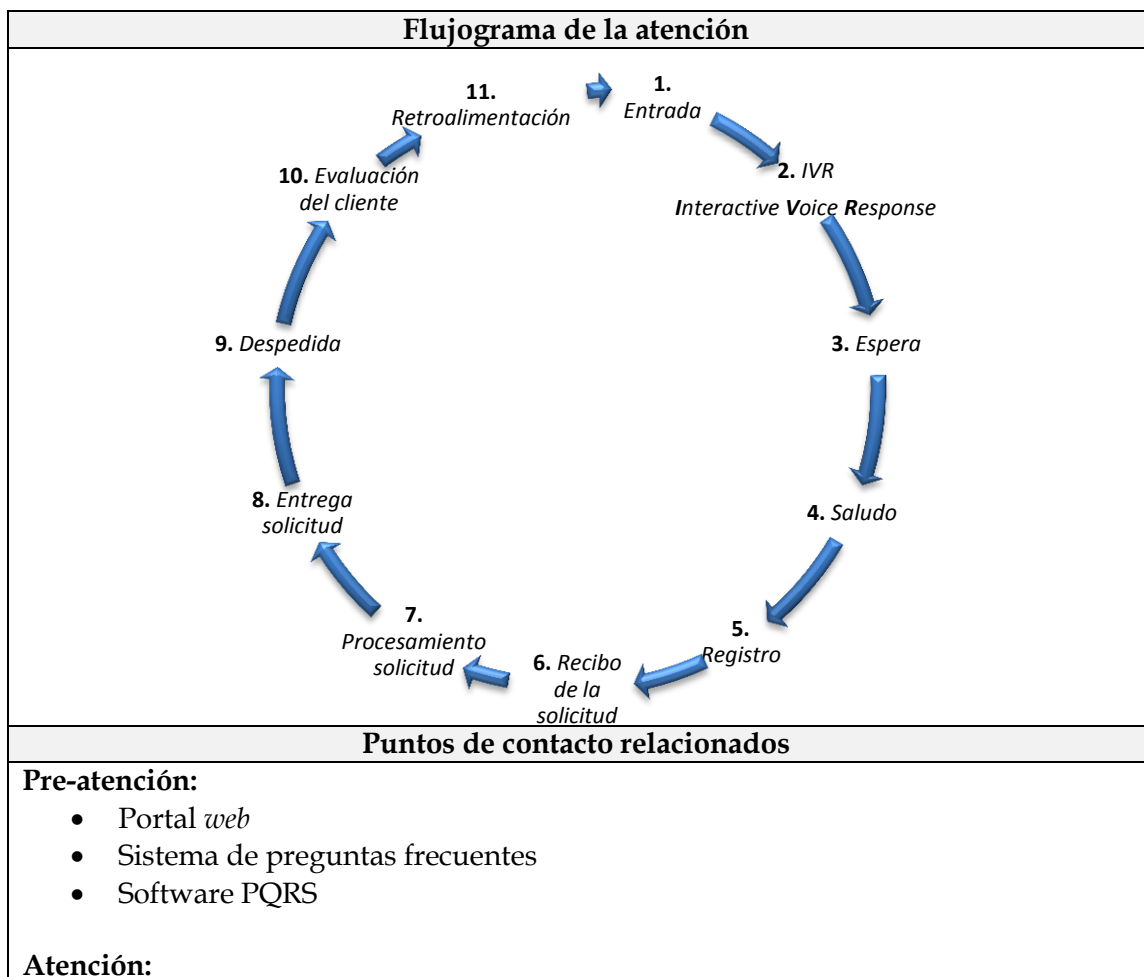 Flujograma de la atención
1.
Entrada
2. IVR
Interactive Voice Response
3. Espera
4. Saludo
5.
Registro
6. Recibo
de la
solicitud
7.
Procesamiento
solicitud
8. Entrega
solicitud
9. Despedida
10. Evaluación
del cliente
11.
Retroalimentación
Puntos de contacto relacionados
Pre-atención:
• Portal web
• Sistema de preguntas frecuentes
• Software PQRS
Atención: